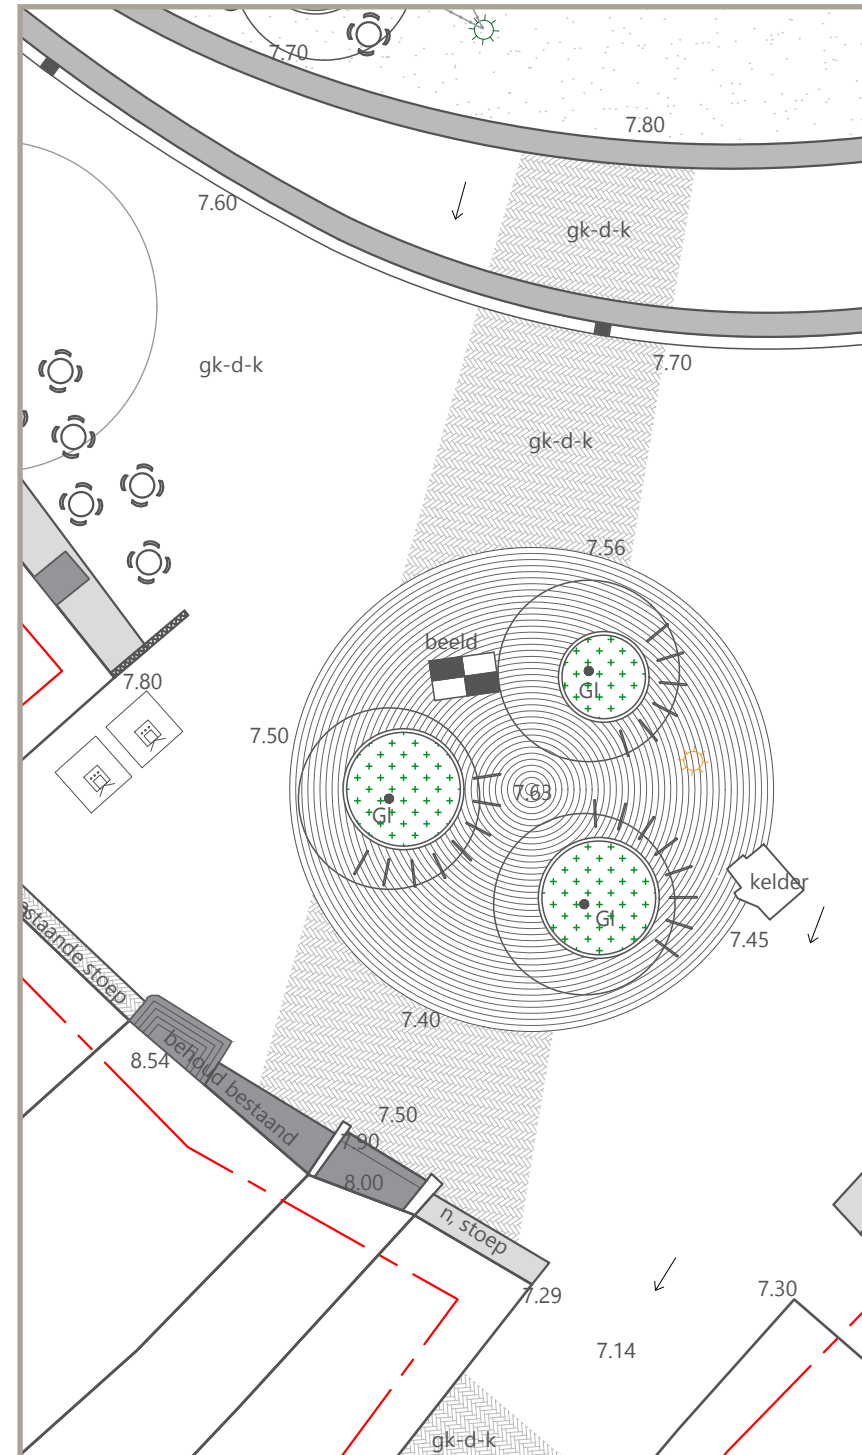 7.70
7.80
7.60
gk-d-k
7.70
gk-d-k
gk-d-k
7.56
beeld
Gl
7.80
7.50
7.63
Gl
kelder
Gl
7.45
estaande stoep
7.40
8.54
behoud bestaand
7.50
7.90
8.00
n, stoep
7.29
7.30
7.14
gk-d-k